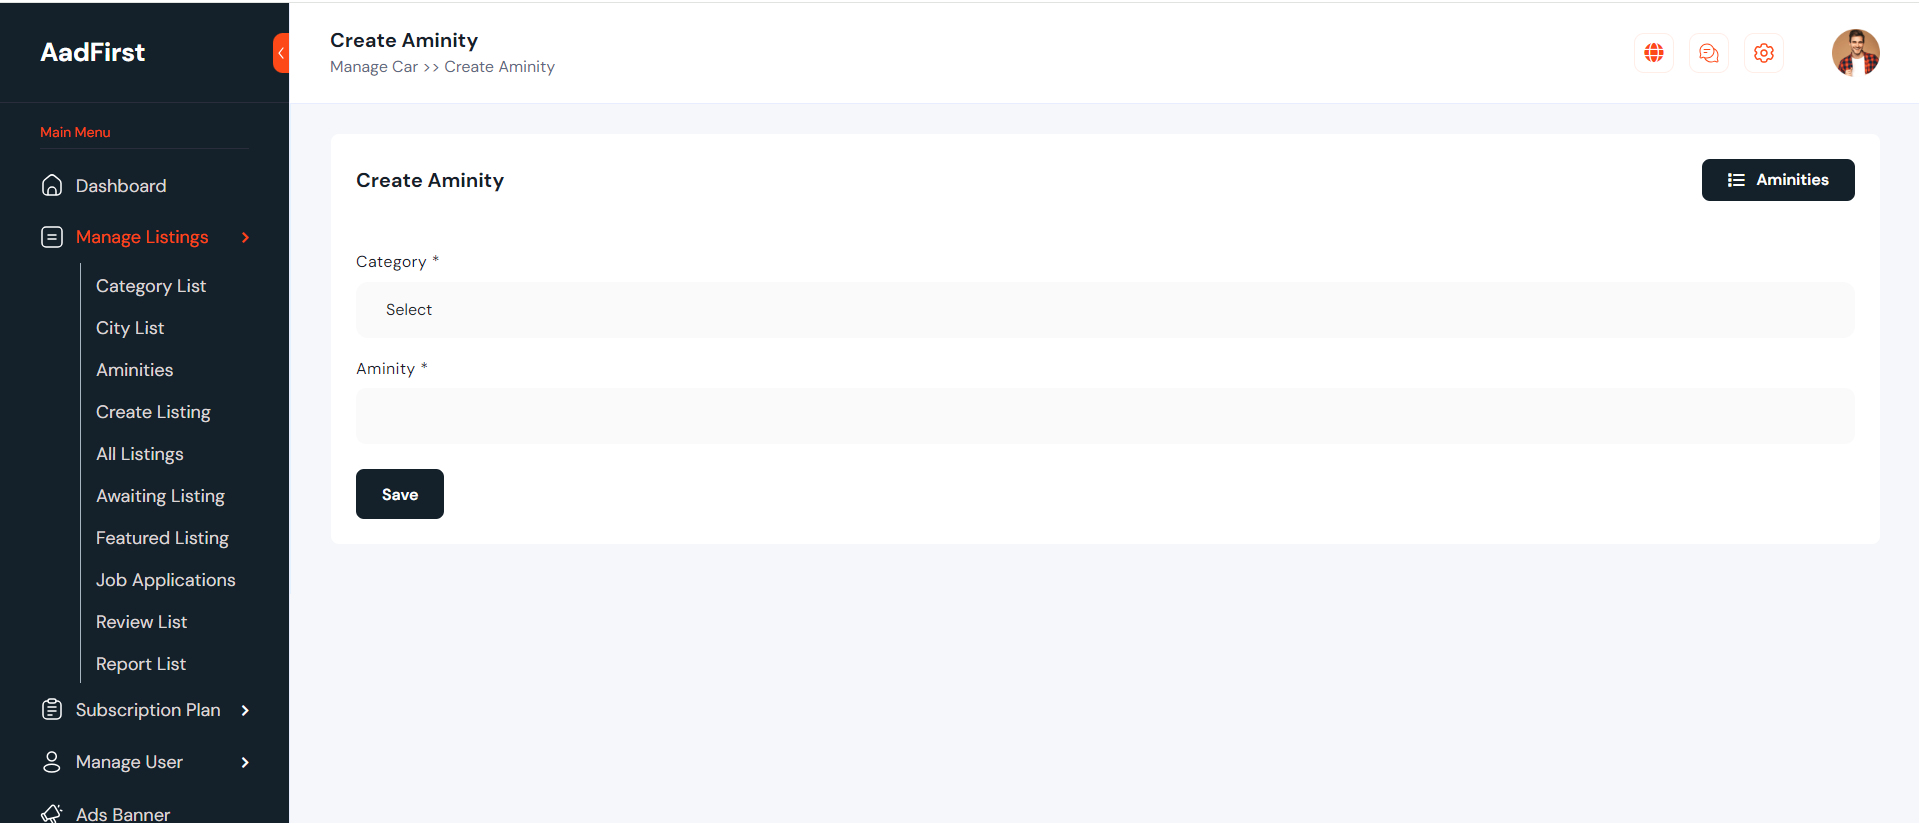 AadFirst
Main Menu
Dashboard
Manage Listings
Category List
City List
Aminities
Create Listing
All Listings
Awaiting Listing
Featured Listing
Job Applications
Review List
Report List
Subscription Plan
Manage User
Ads Banner
Create Aminity
Manage Car >> Create Aminity
Create Aminity
Aminities
Category *
Select
Aminity *
Save